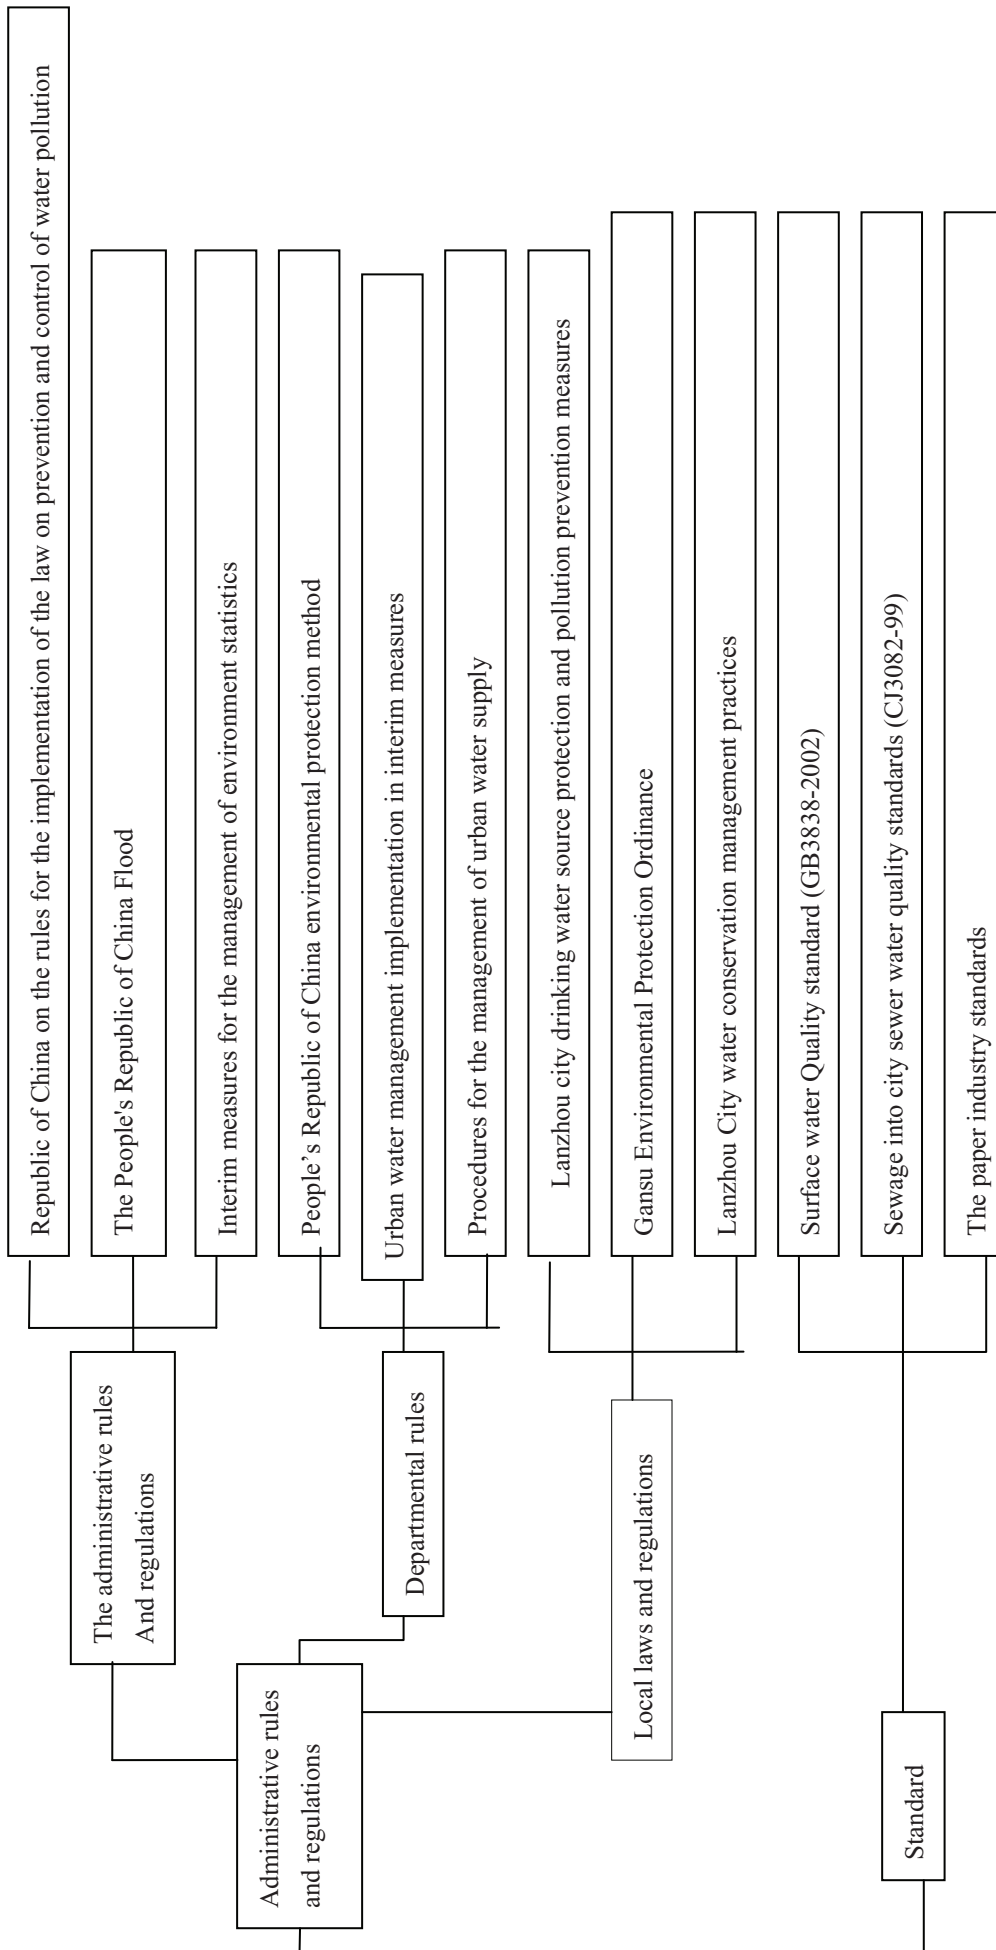 Republic of China on the rules for the implementation of the law on prevention and control of water pollution
The People's Republic of China Flood
Interim measures for the management of environment statistics
The administrative rules
And regulations
People’s Republic of China environmental protection method
Urban water management implementation in interim measures
Procedures for the management of urban water supply
Departmental rules
Administrative rules
and regulations
Lanzhou city drinking water source protection and pollution prevention measures
Gansu Environmental Protection Ordinance
Lanzhou City water conservation management practices
Local laws and regulations
Surface water Quality standard (GB3838-2002)
Sewage into city sewer water quality standards (CJ3082-99)
The paper industry standards
Standard